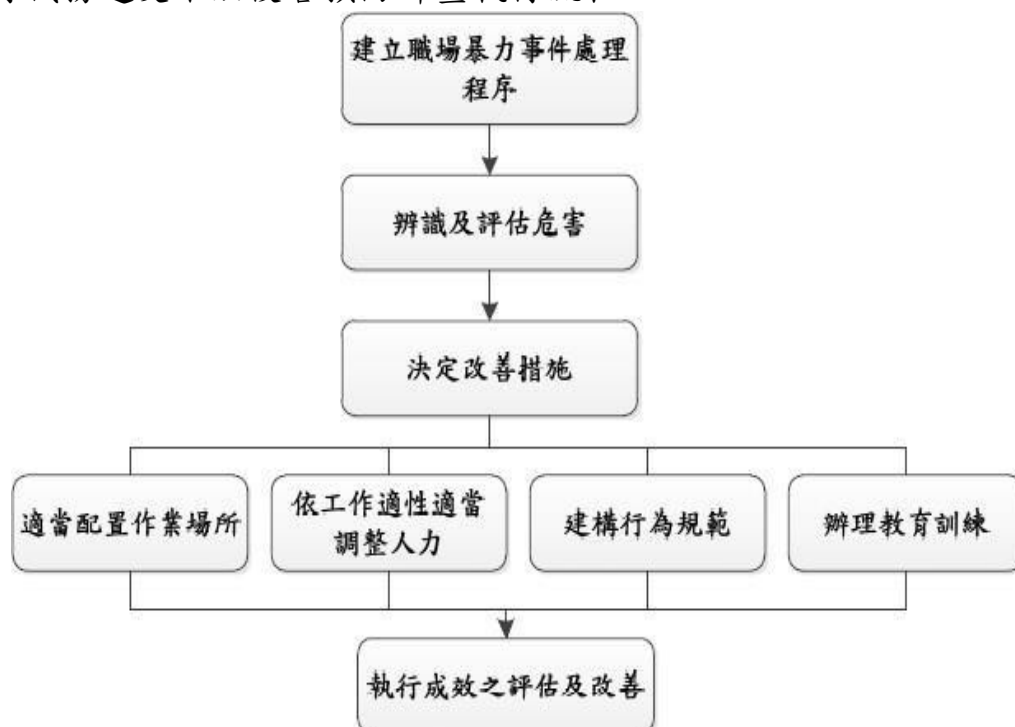 建立職場暴力事件處理
程序
辨識及評估危害
決定改善措施
適當配置作業場所
依工作適性適當
調整人力
建構行為規範
辦理教育訓練
執行成效之評估及改善